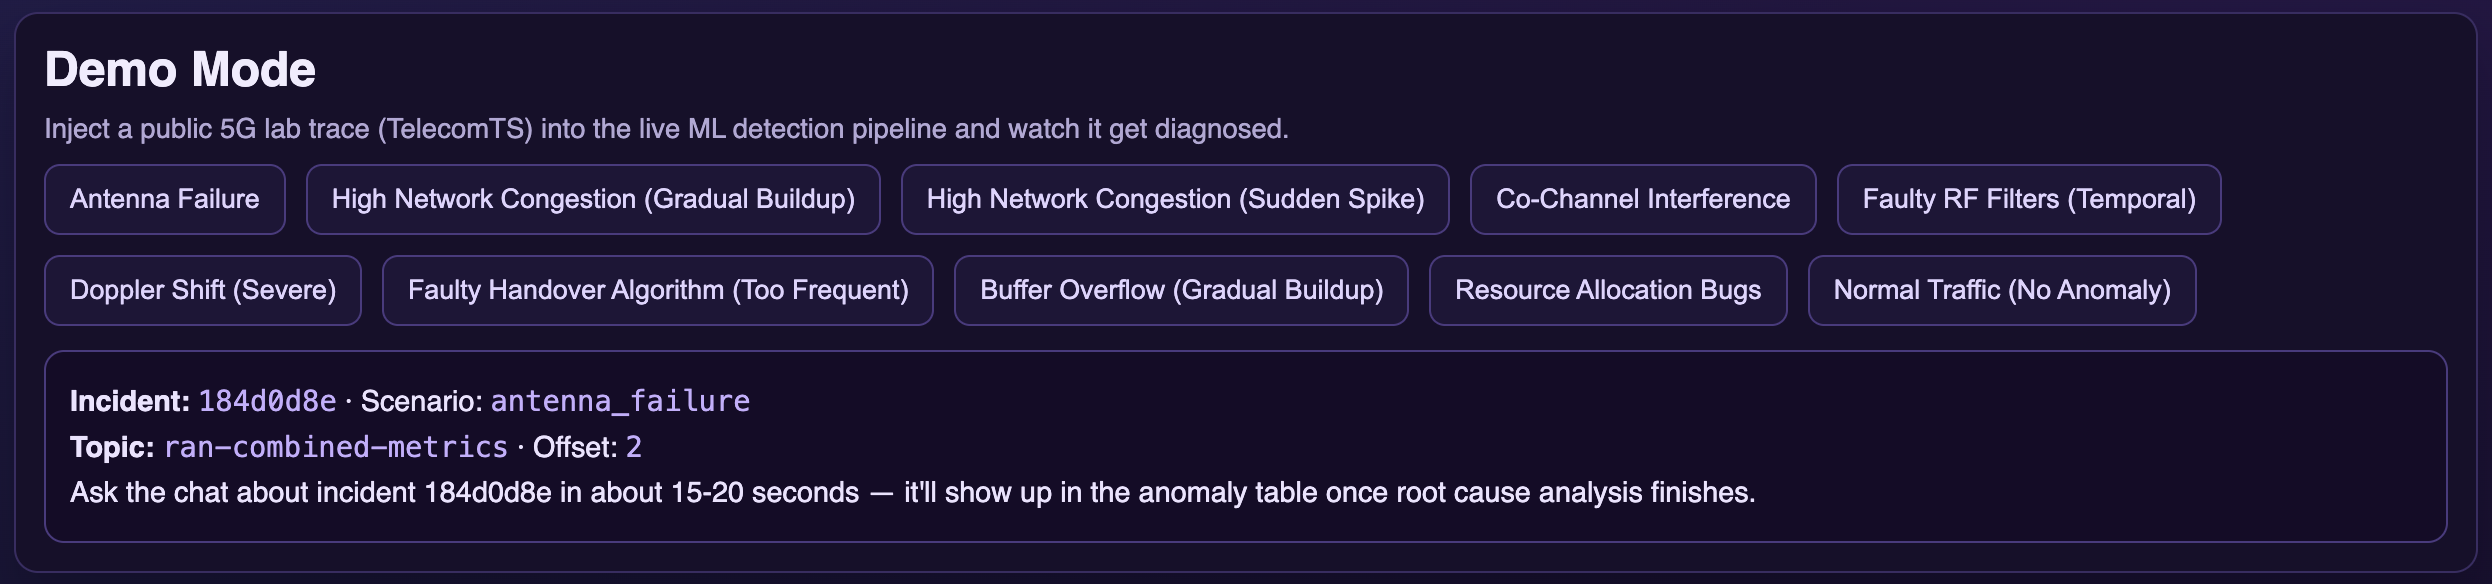 Demo Mode
Inject a public 5G lab trace (TelecomTS) into the live ML detection pipeline and watch it get diagnosed.
Antenna Failure
High Network Congestion (Gradual Buildup)
High Network Congestion (Sudden Spike)
Co-Channel Interference
Faulty RF Filters (Temporal)
Doppler Shift (Severe)
Faulty Handover Algorithm (Too Frequent)
Buffer Overflow (Gradual Buildup)
Resource Allocation Bugs
Normal Traffic (No Anomaly)
Incident: 184d0d8e · Scenario: antenna_failure
Topic: ran-combined-metrics · Offset: 2
Ask the chat about incident 184d0d8e in about 15-20 seconds — it'll show up in the anomaly table once root cause analysis finishes.